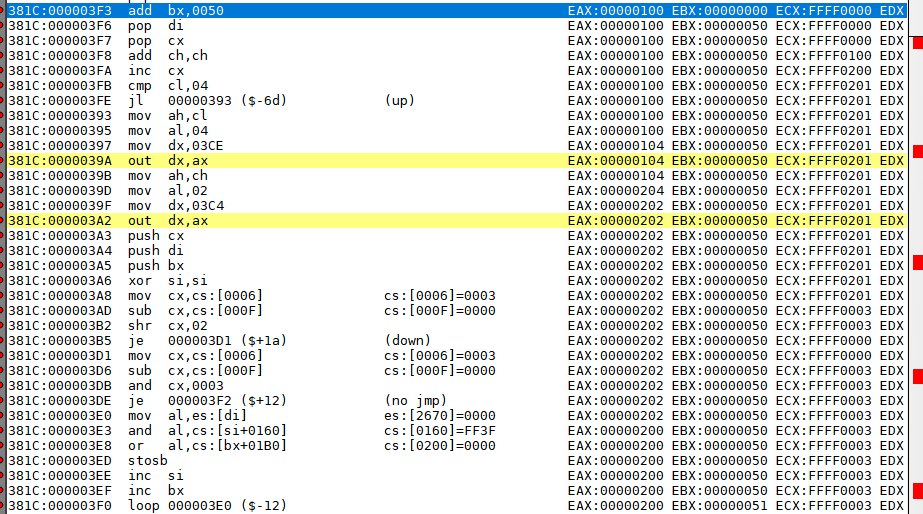 381C:000003F3 add bx,0050 EAX:00000100 EBX:00000000 ECX:FFFF0000 EDX
381C:000003F6 pop di EAX:00000100 EBX:00000050 ECX:FFFF0000 EDX
381C:000003F7 pop cx EAX:00000100 EBX:00000050 ECX:FFFF0000 EDX
381C:000003F8 add ch,ch EAX:00000100 EBX:00000050 ECX:FFFF0100 EDX
381C:000003FA inc cx EAX:00000100 EBX:00000050 ECX:FFFF0200 EDX
381C:000003FB cmp cl,04 EAX:00000100 EBX:00000050 ECX:FFFF0201 EDX
381C:000003FE jl 00000393 ($-6d) (up) EAX:00000100 EBX:00000050 ECX:FFFF0201 EDX
381C:00000393 mov ah,cl EAX:00000100 EBX:00000050 ECX:FFFF0201 EDX
381C:00000395 mov al,04 EAX:00000100 EBX:00000050 ECX:FFFF0201 EDX
381C:00000397 mov dx,03CE EAX:00000104 EBX:00000050 ECX:FFFF0201 EDX
381C:0000039A out dx,ax EAX:00000104 EBX:00000050 ECX:FFFF0201 EDX
381C:0000039B mov ah,ch EAX:00000104 EBX:00000050 ECX:FFFF0201 EDX
381C:0000039D mov al,02 EAX:00000204 EBX:00000050 ECX:FFFF0201 EDX
381C:0000039F mov dx,03C4 EAX:00000202 EBX:00000050 ECX:FFFF0201 EDX
381C:000003A2 out dx,ax EAX:00000202 EBX:00000050 ECX:FFFF0201 EDX
381C:000003A3 push cx EAX:00000202 EBX:00000050 ECX:FFFF0201 EDX
381C:000003A4 push di EAX:00000202 EBX:00000050 ECX:FFFF0201 EDX
381C:000003A5 push bx EAX:00000202 EBX:00000050 ECX:FFFF0201 EDX
381C:000003A6 xor si,si EAX:00000202 EBX:00000050 ECX:FFFF0201 EDX
381C:000003A8 mov cx,cs:[0006] cs:[0006]=0003 EAX:00000202 EBX:00000050 ECX:FFFF0201 EDX
381C:000003AD sub cx,cs:[000F] cs:[000F]=0000 EAX:00000202 EBX:00000050 ECX:FFFF0003 EDX
381C:000003B2 shr cx,02 EAX:00000202 EBX:00000050 ECX:FFFF0003 EDX
381C:000003B5 je 000003D1 ($+1a) (down) EAX:00000202 EBX:00000050 ECX:FFFF0000 EDX
381C:000003D1 mov cx,cs:[0006] cs:[0006]=0003 EAX:00000202 EBX:00000050 ECX:FFFF0000 EDX
381C:000003D6 sub cx,cs:[000F] cs:[000F]=0000 EAX:00000202 EBX:00000050 ECX:FFFF0003 EDX
381C:000003DB and cx,0003 EAX:00000202 EBX:00000050 ECX:FFFF0003 EDX
381C:000003DE je 000003F2 ($+12) (no jmp) EAX:00000202 EBX:00000050 ECX:FFFF0003 EDX
381C:000003E0 mov al,es:[di] es:[2670]=0000 EAX:00000202 EBX:00000050 ECX:FFFF0003 EDX
381C:000003E3 and al,cs:[si+0160] cs:[0160]=FF3F EAX:00000200 EBX:00000050 ECX:FFFF0003 EDX
381C:000003E8 or al,cs:[bx+01B0] cs:[0200]=0000 EAX:00000200 EBX:00000050 ECX:FFFF0003 EDX
381C:000003ED stosb EAX:00000200 EBX:00000050 ECX:FFFF0003 EDX
381C:000003EE inc si EAX:00000200 EBX:00000050 ECX:FFFF0003 EDX
381C:000003EF inc bx EAX:00000200 EBX:00000050 ECX:FFFF0003 EDX
381C:000003F0 loop 000003E0 ($-12) EAX:00000200 EBX:00000051 ECX:FFFF0003 EDX